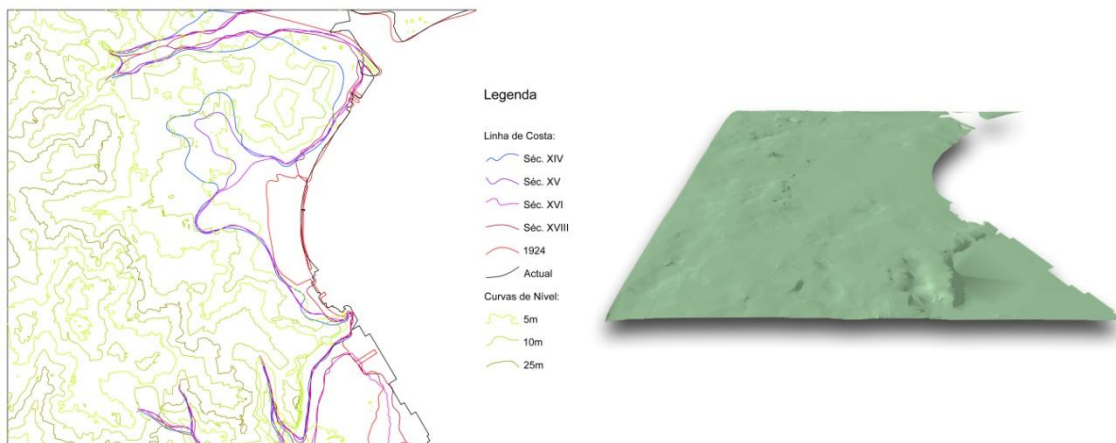 Legenda
Linha de Costa:
Séc. XIV
Séc. XV
Séc. XVI
Séc. XVIII
1924
Actual
Curvas de Nível:
5m
10m
25m